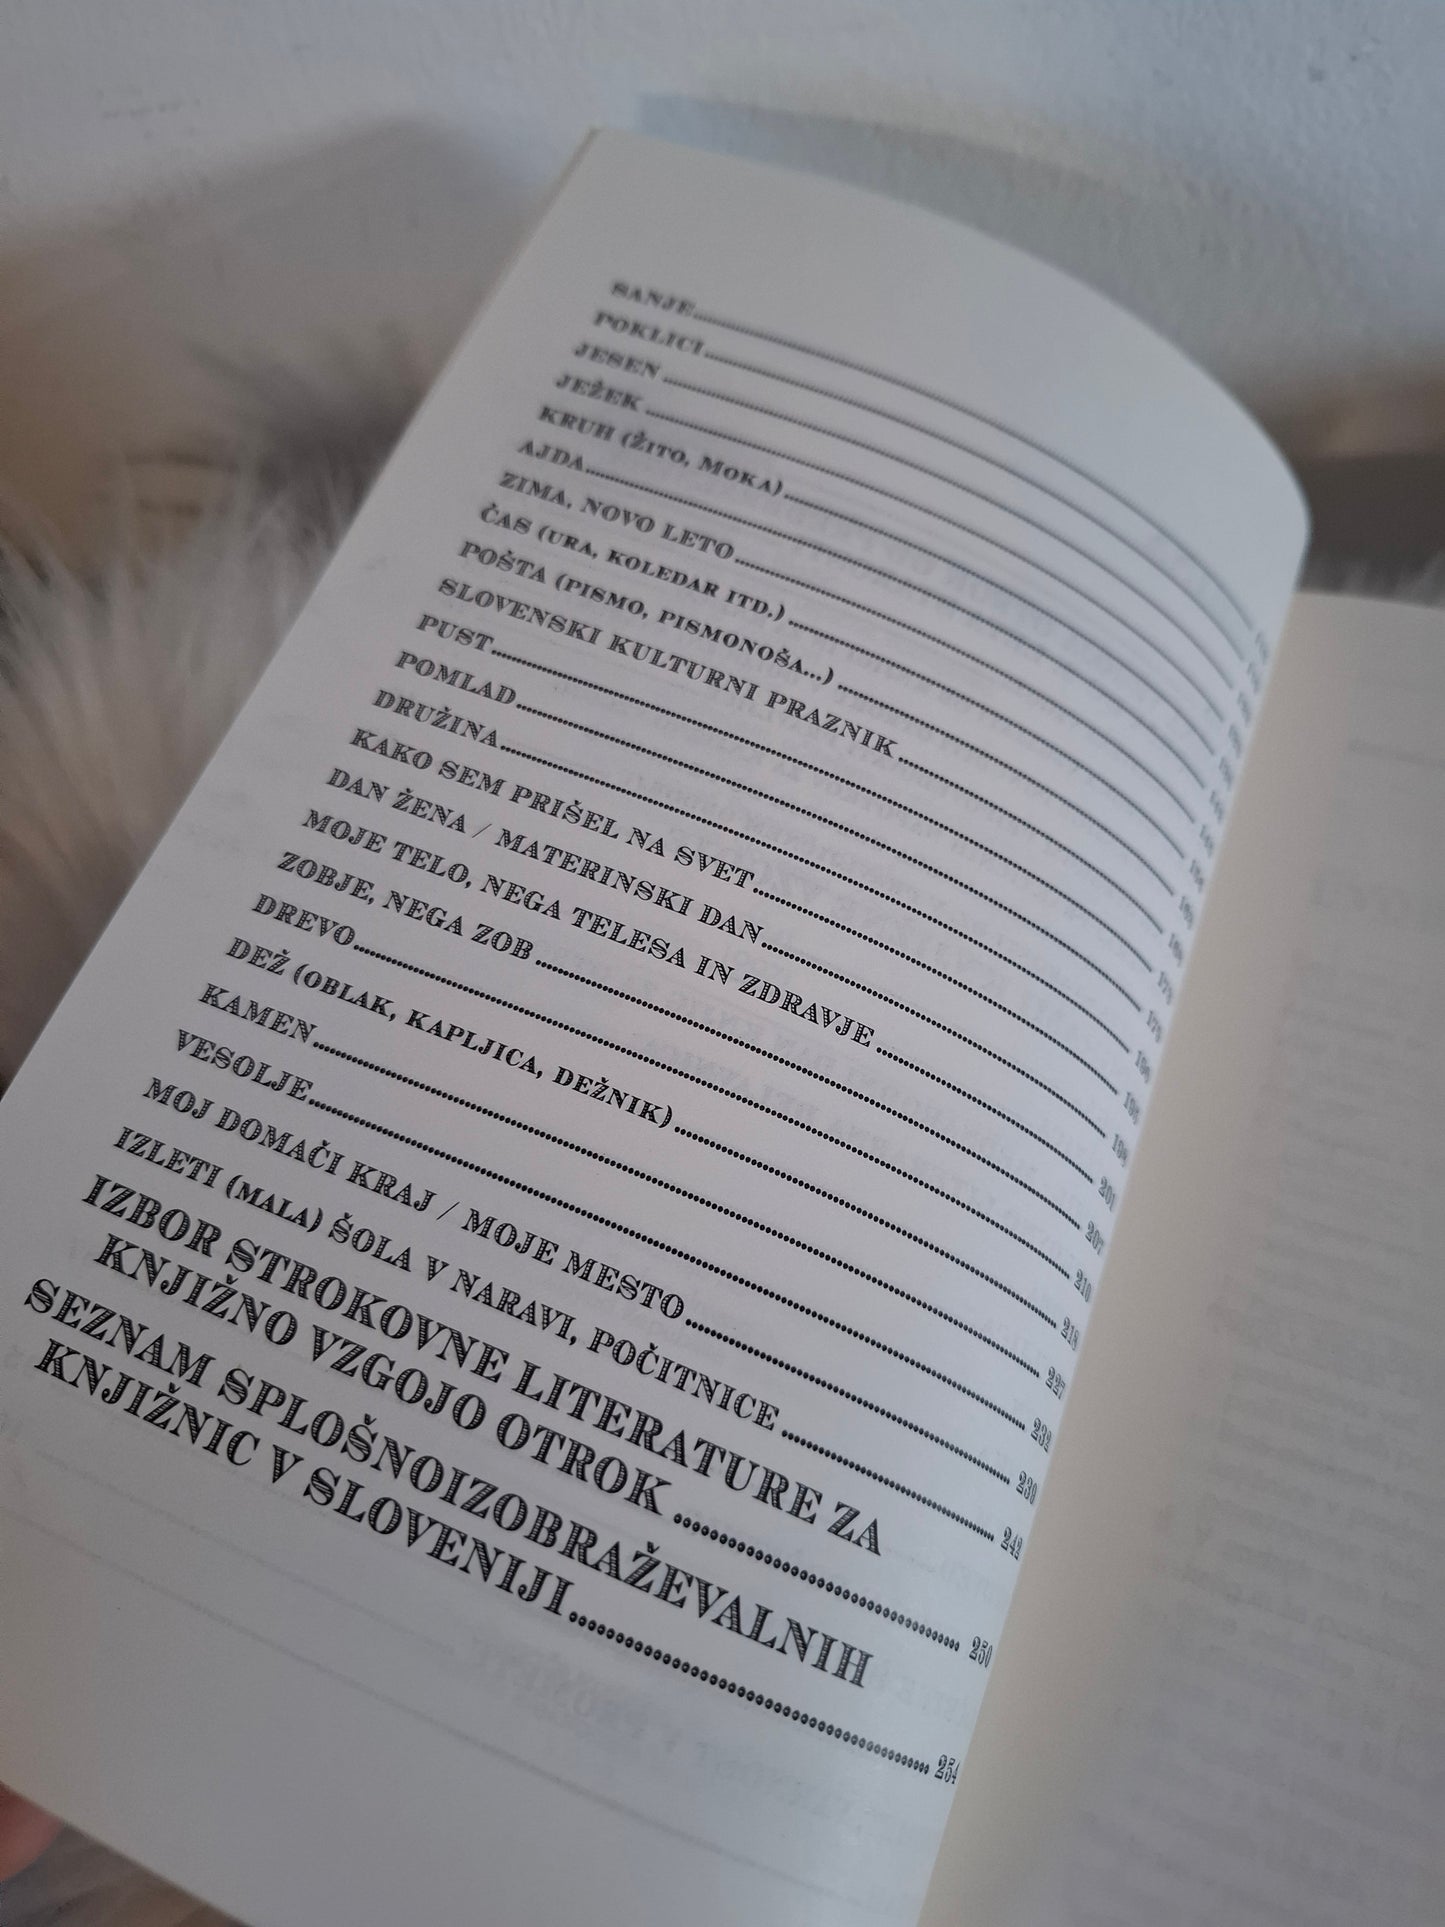 SANJE
POKLICI
JESEN
JEŽEK
KRUH (ŽITO, MOKA)
AJDA
ZIMA, NOVO LETO
ČAS (URA, KOLEDAR ITD.)
POŠTA (PISMO, PISMONOŠA...)
SLOVENSKI KULTURNI PRAZNIK
PUST
POMLAD
DRUŽINA
KAKO SEM PRIŠEL NA SVET
DAN ŽENA / MATERINSKI DAN
MOJE TELO, NEGA TELESA IN ZDRAVJE
ZOBJE, NEGA ZOB
DREVO
DEŽ (OBLAK, KAPLJICA, DEŽNIK)
KAMEN
VESOLJE
MOJ DOMAČI KRAJ / MOJE MESTO
IZLETI (MALA) ŠOLA V NARAVI, POČITNICE ........ 242
IZBOR STROKOVNE LITERATURE ZA
KNJIŽNO VZGOJO OTROK ........ 250
SEZNAM SPLOŠNOIZOBRAŽEVALNIH
KNJIŽNIC V SLOVENIJI ........ 254